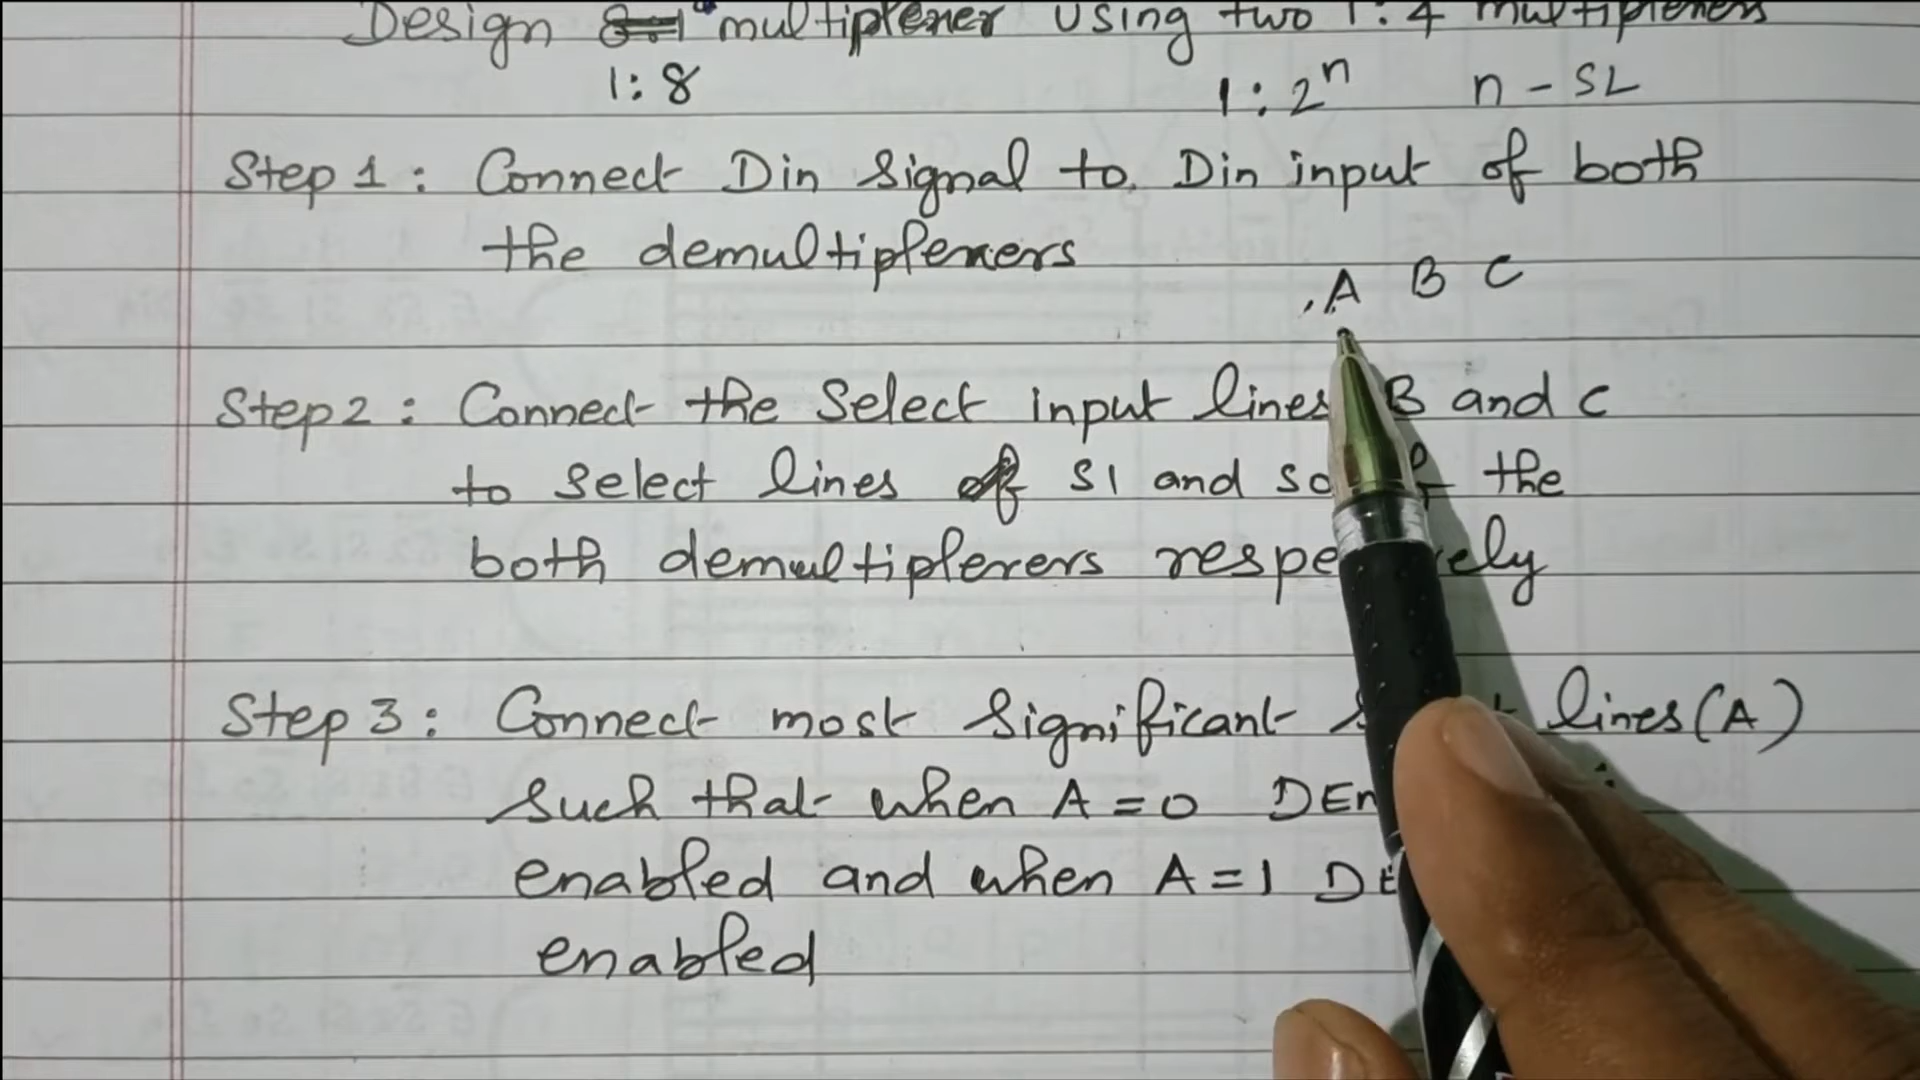 Design multiplexer using two 1:4 multiplexers
1:8 1:2ⁿ n - SL
Step 1: Connect Din signal to Din input of both
the demultiplexers
A B C
Step 2: Connect the select input lines B and C
to select lines of S1 and S0 the
both demultiplexers
Step 3: Connect most significant lines (A)
such that when A=0
enabled and when A=1
enabled